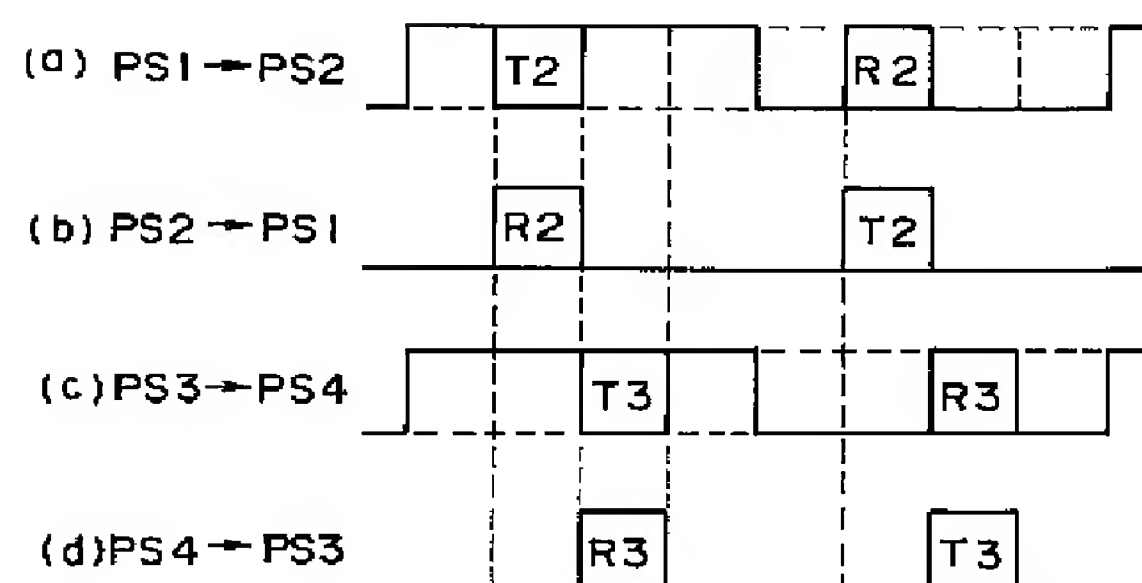 (a) PS1→PS2 T2 R2
(b) PS2→PS1 R2 T2
(c) PS3→PS4 T3 R3
(d) PS4→PS3 R3 T3